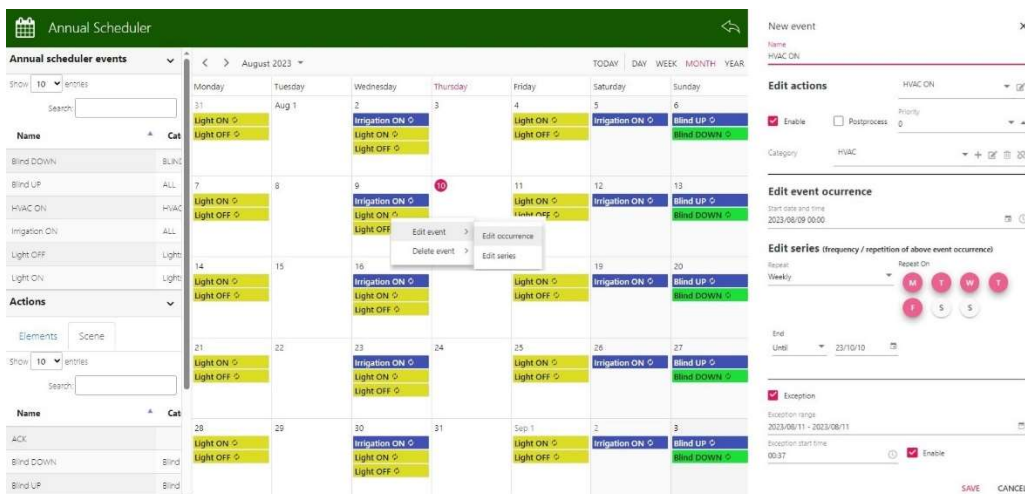 Annual Scheduler
Annual scheduler events
Show 10 entries
Search:
Name Cat
Blind DOWN BLIND
Blind UP ALL
HVAC ON HVAC
Irrigation ON ALL
Light OFF Lights
Light ON Lights
Actions
Elements Scene
Show 10 entries
Search:
Name Cat
ACK
Blind DOWN Blind
Blind UP Blind
August 2023
TODAY DAY WEEK MONTH YEAR
Monday Tuesday Wednesday Thursday Friday Saturday Sunday
31 Aug 1 2 3 4 5 6
Light ON Irrigation ON Light ON Irrigation ON Blind UP
Light OFF Light ON Light OFF Blind DOWN
Light OFF
7 8 9 10 11 12 13
Light ON Irrigation ON Light ON Irrigation ON Blind UP
Light OFF Light ON Light OFF Blind DOWN
Light OFF
Edit event Edit occurrence
Delete event Edit series
14 15 16 19 20
Light ON Irrigation ON Light ON Irrigation ON Blind UP
Light OFF Light ON Light OFF Blind DOWN
Light OFF
21 22 23 24 25 26 27
Light ON Irrigation ON Light ON Irrigation ON Blind UP
Light OFF Light ON Light OFF Blind DOWN
Light OFF
28 29 30 31 Sep 1 2 3
Light ON Irrigation ON Light ON Irrigation ON Blind UP
Light OFF Light ON Light OFF Blind DOWN
Light OFF
New event
Name
HVAC ON
Edit actions HVAC ON
Enable Postprocess Priority
0
Category HVAC
Edit event ocurrence
Start date and time
2023/08/09 00:00
Edit series (frequency / repetition of above event occurrence)
Repeat Repeat On
Weekly M T W T
F S S
End
Until 23/10/10
Exception
Exception range
2023/08/11 - 2023/08/11
Exception start time
00:37 Enable
SAVE CANCEL